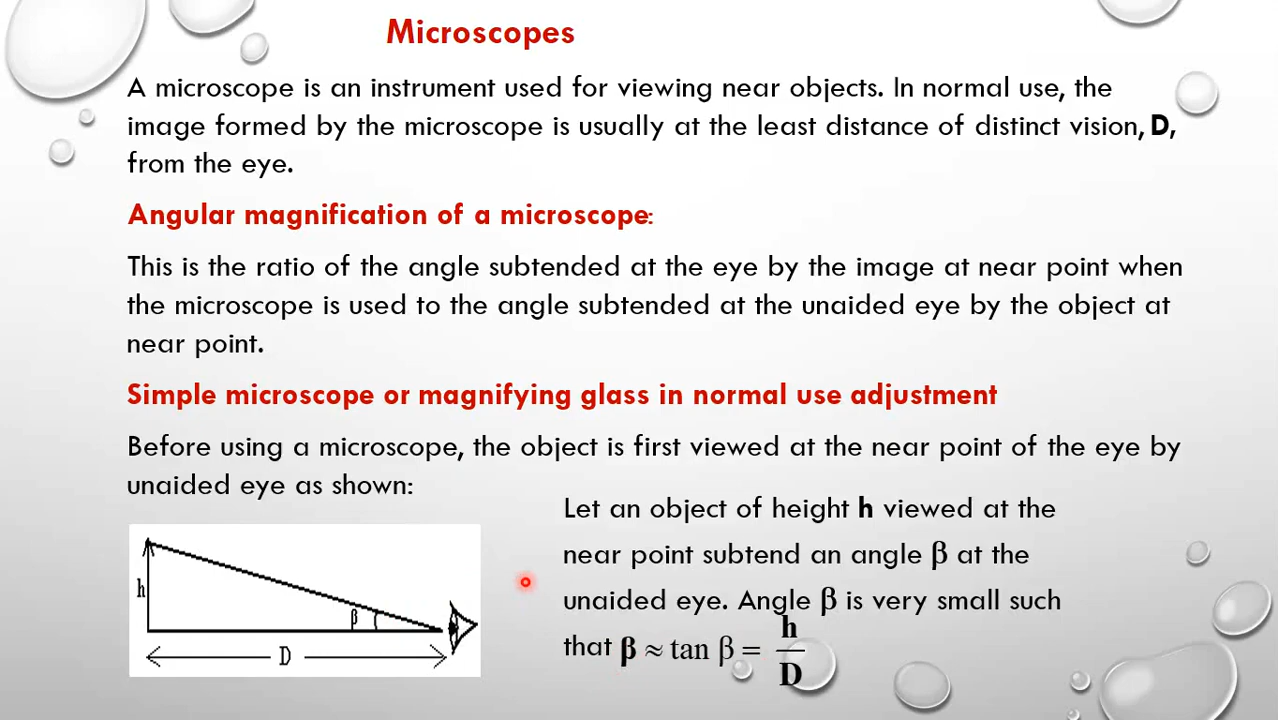 Microscopes
A microscope is an instrument used for viewing near objects. In normal use, the
image formed by the microscope is usually at the least distance of distinct vision, D,
from the eye.
Angular magnification of a microscope:
This is the ratio of the angle subtended at the eye by the image at near point when
the microscope is used to the angle subtended at the unaided eye by the object at
near point.
Simple microscope or magnifying glass in normal use adjustment
Before using a microscope, the object is first viewed at the near point of the eye by
unaided eye as shown:
h
β
D
Let an object of height h viewed at the
near point subtend an angle β at the
unaided eye. Angle β is very small such
that β ≈ tan β = h/D